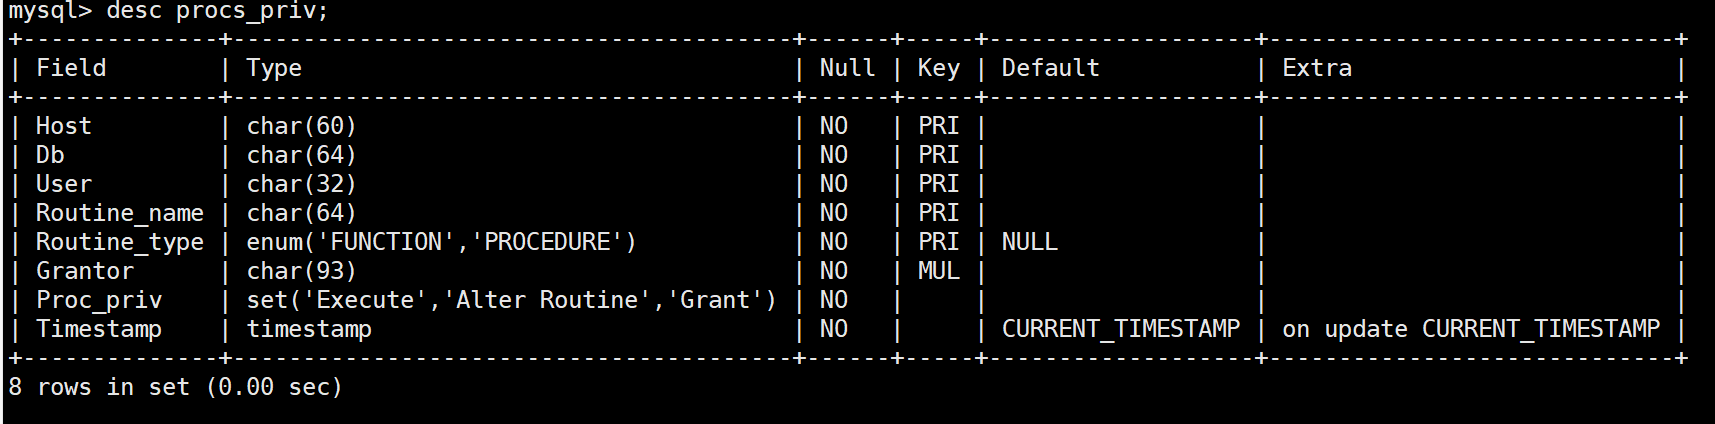 mysql> desc procs_priv;
+--------------+----------------------------------------+------+-----+-------------------+-----------------------------+
| Field        | Type                                   | Null | Key | Default           | Extra                       |
+--------------+----------------------------------------+------+-----+-------------------+-----------------------------+
| Host         | char(60)                               | NO   | PRI |                   |                             |
| Db           | char(64)                               | NO   | PRI |                   |                             |
| User         | char(32)                               | NO   | PRI |                   |                             |
| Routine_name | char(64)                               | NO   | PRI |                   |                             |
| Routine_type | enum('FUNCTION','PROCEDURE')           | NO   | PRI | NULL              |                             |
| Grantor      | char(93)                               | NO   | MUL |                   |                             |
| Proc_priv    | set('Execute','Alter Routine','Grant') | NO   |     |                   |                             |
| Timestamp    | timestamp                              | NO   |     | CURRENT_TIMESTAMP | on update CURRENT_TIMESTAMP |
+--------------+----------------------------------------+------+-----+-------------------+-----------------------------+
8 rows in set (0.00 sec)